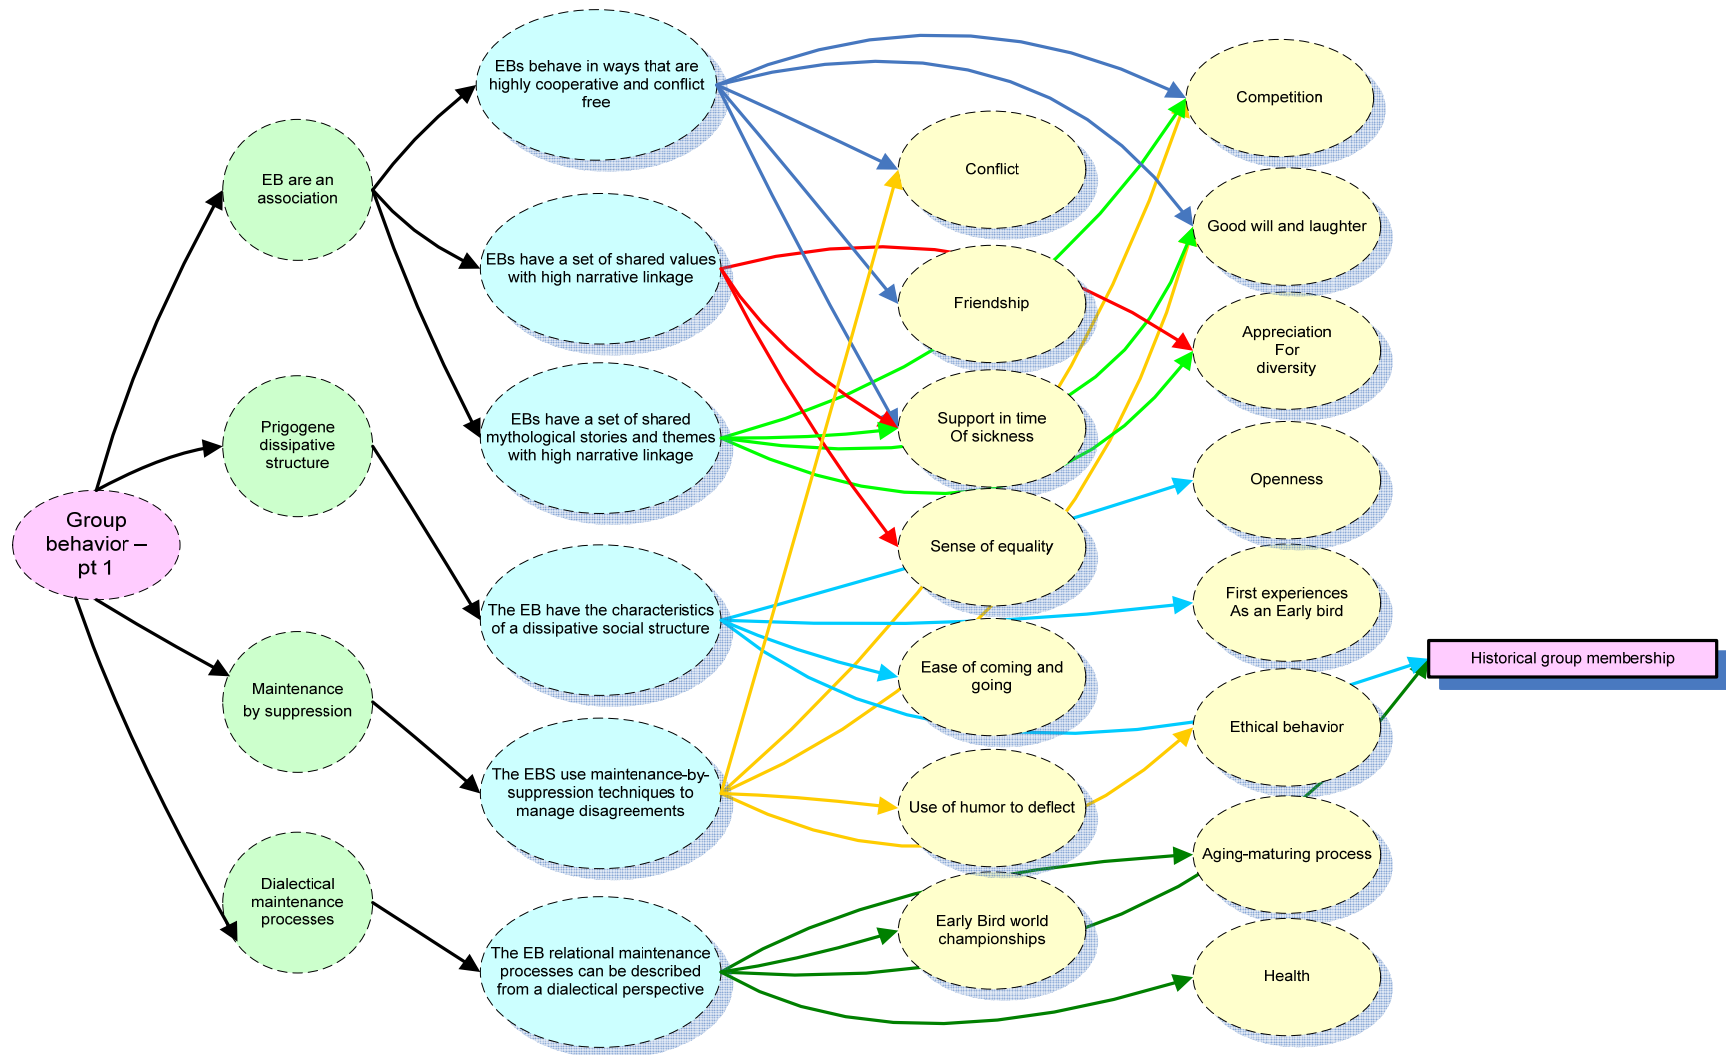 Group
behavior –
pt 1
EB are an
association
Prigogene
dissipative
structure
Maintenance
by suppression
Dialectical
maintenance
processes
EBs behave in ways that are
highly cooperative and conflict
free
EBs have a set of shared values
with high narrative linkage
EBs have a set of shared
mythological stories and themes
with high narrative linkage
The EB have the characteristics
of a dissipative social structure
The EBS use maintenance-by-
suppression techniques to
manage disagreements
The EB relational maintenance
processes can be described
from a dialectical perspective
Conflict
Friendship
Support in time
Of sickness
Sense of equality
Ease of coming and
going
Use of humor to deflect
Early Bird world
championships
Competition
Good will and laughter
Appreciation
For
diversity
Openness
First experiences
As an Early bird
Ethical behavior
Aging-maturing process
Health
Historical group membership